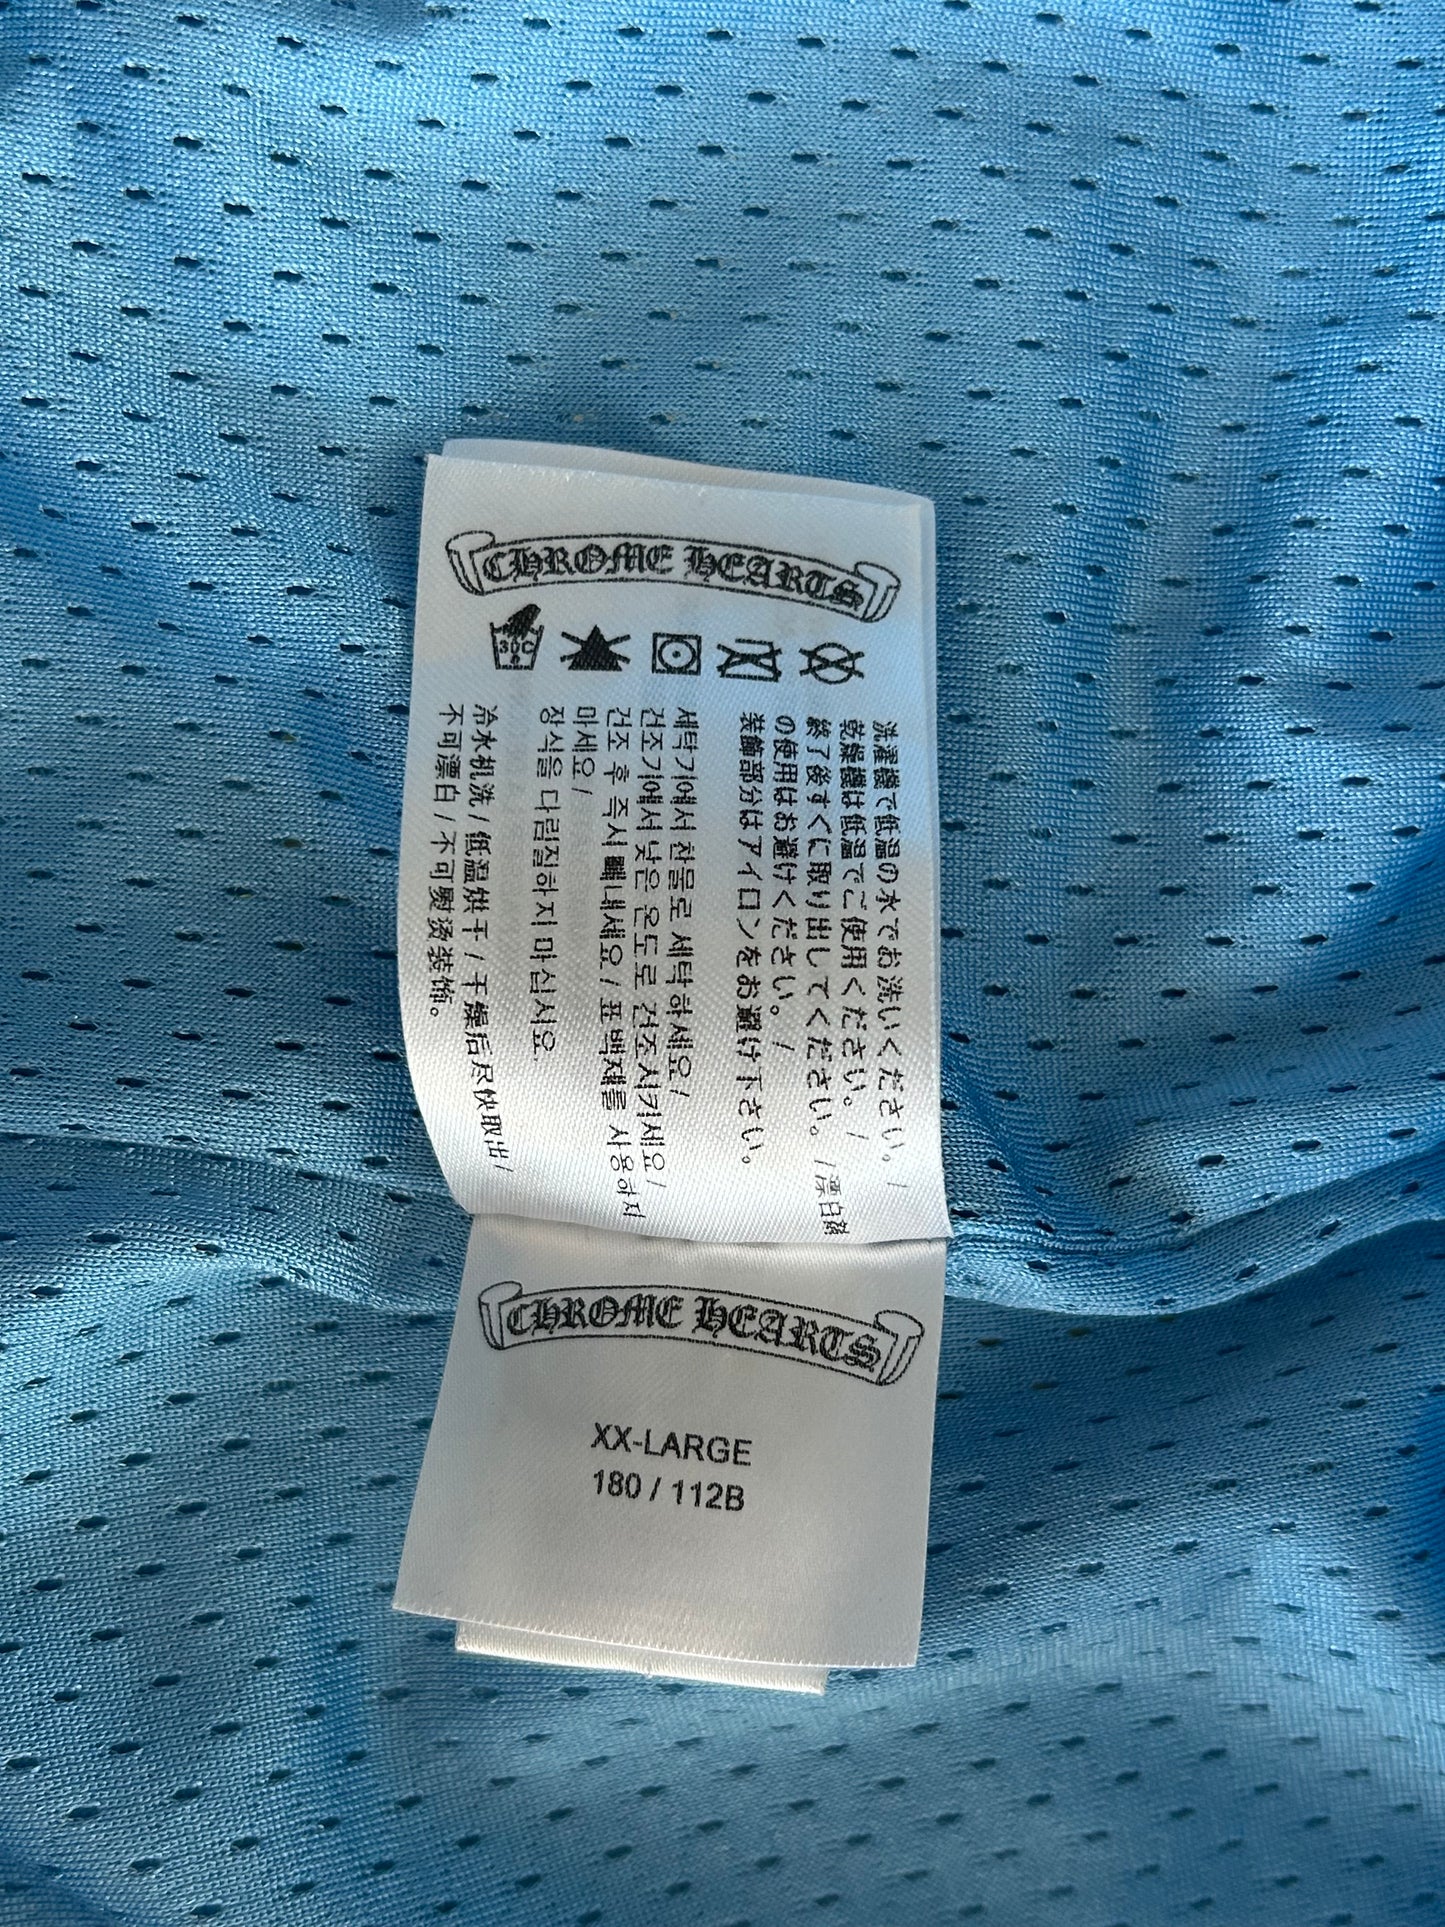 CHROME HEARTS
30C
洗濯機で低温の水でお洗いください。/
乾燥機は低温でご使用ください。/
終了後すぐに取り出してください。/漂白剤
の使用はお避けください。/
装飾部分はアイロンをお避け下さい。
세탁기에서 찬물로 세탁하세요/
건조기에서 낮은 온도로 건조시키세요/
건조 후 즉시 빼내세요/표백재를 사용하지
마세요/
장식을 다림질하지 마십시요.
冷水机洗/低温烘干/干燥后尽快取出/
不可漂白/不可熨烫装饰。
CHROME HEARTS
XX-LARGE
180 / 112B